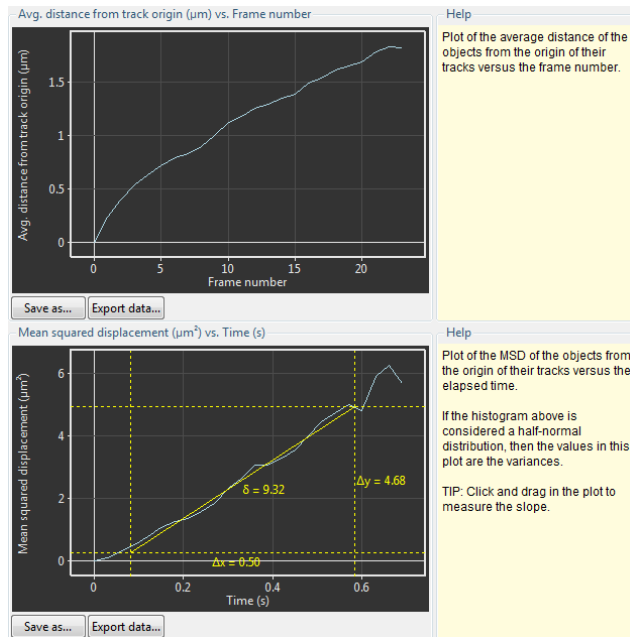 Avg. distance from track origin (µm) vs. Frame number
Avg. distance from track origin (µm)
1.5
1
0.5
0
0
5
10
15
20
Frame number
Save as...
Export data...
Help
Plot of the average distance of the
objects from the origin of their
tracks versus the frame number.
Mean squared displacement (µm²) vs. Time (s)
Mean squared displacement (µm²)
6
4
2
0
δ = 9.32
Δy = 4.68
Δx = 0.50
0
0.2
0.4
0.6
Time (s)
Save as...
Export data...
Help
Plot of the MSD of the objects from
the origin of their tracks versus the
elapsed time.
If the histogram above is
considered a half-normal
distribution, then the values in this
plot are the variances.
TIP: Click and drag in the plot to
measure the slope.